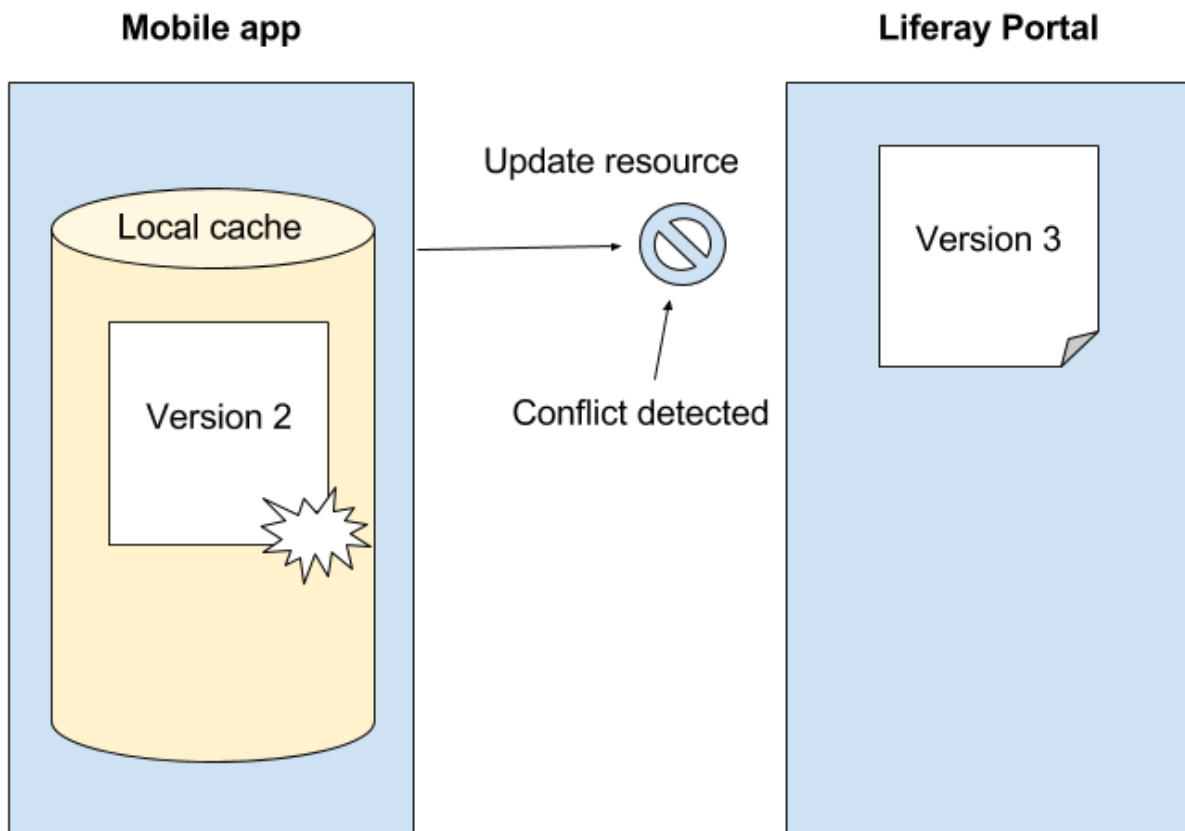 Mobile app
Liferay Portal
Update resource
Local cache
Version 3
Version 2
Conflict detected